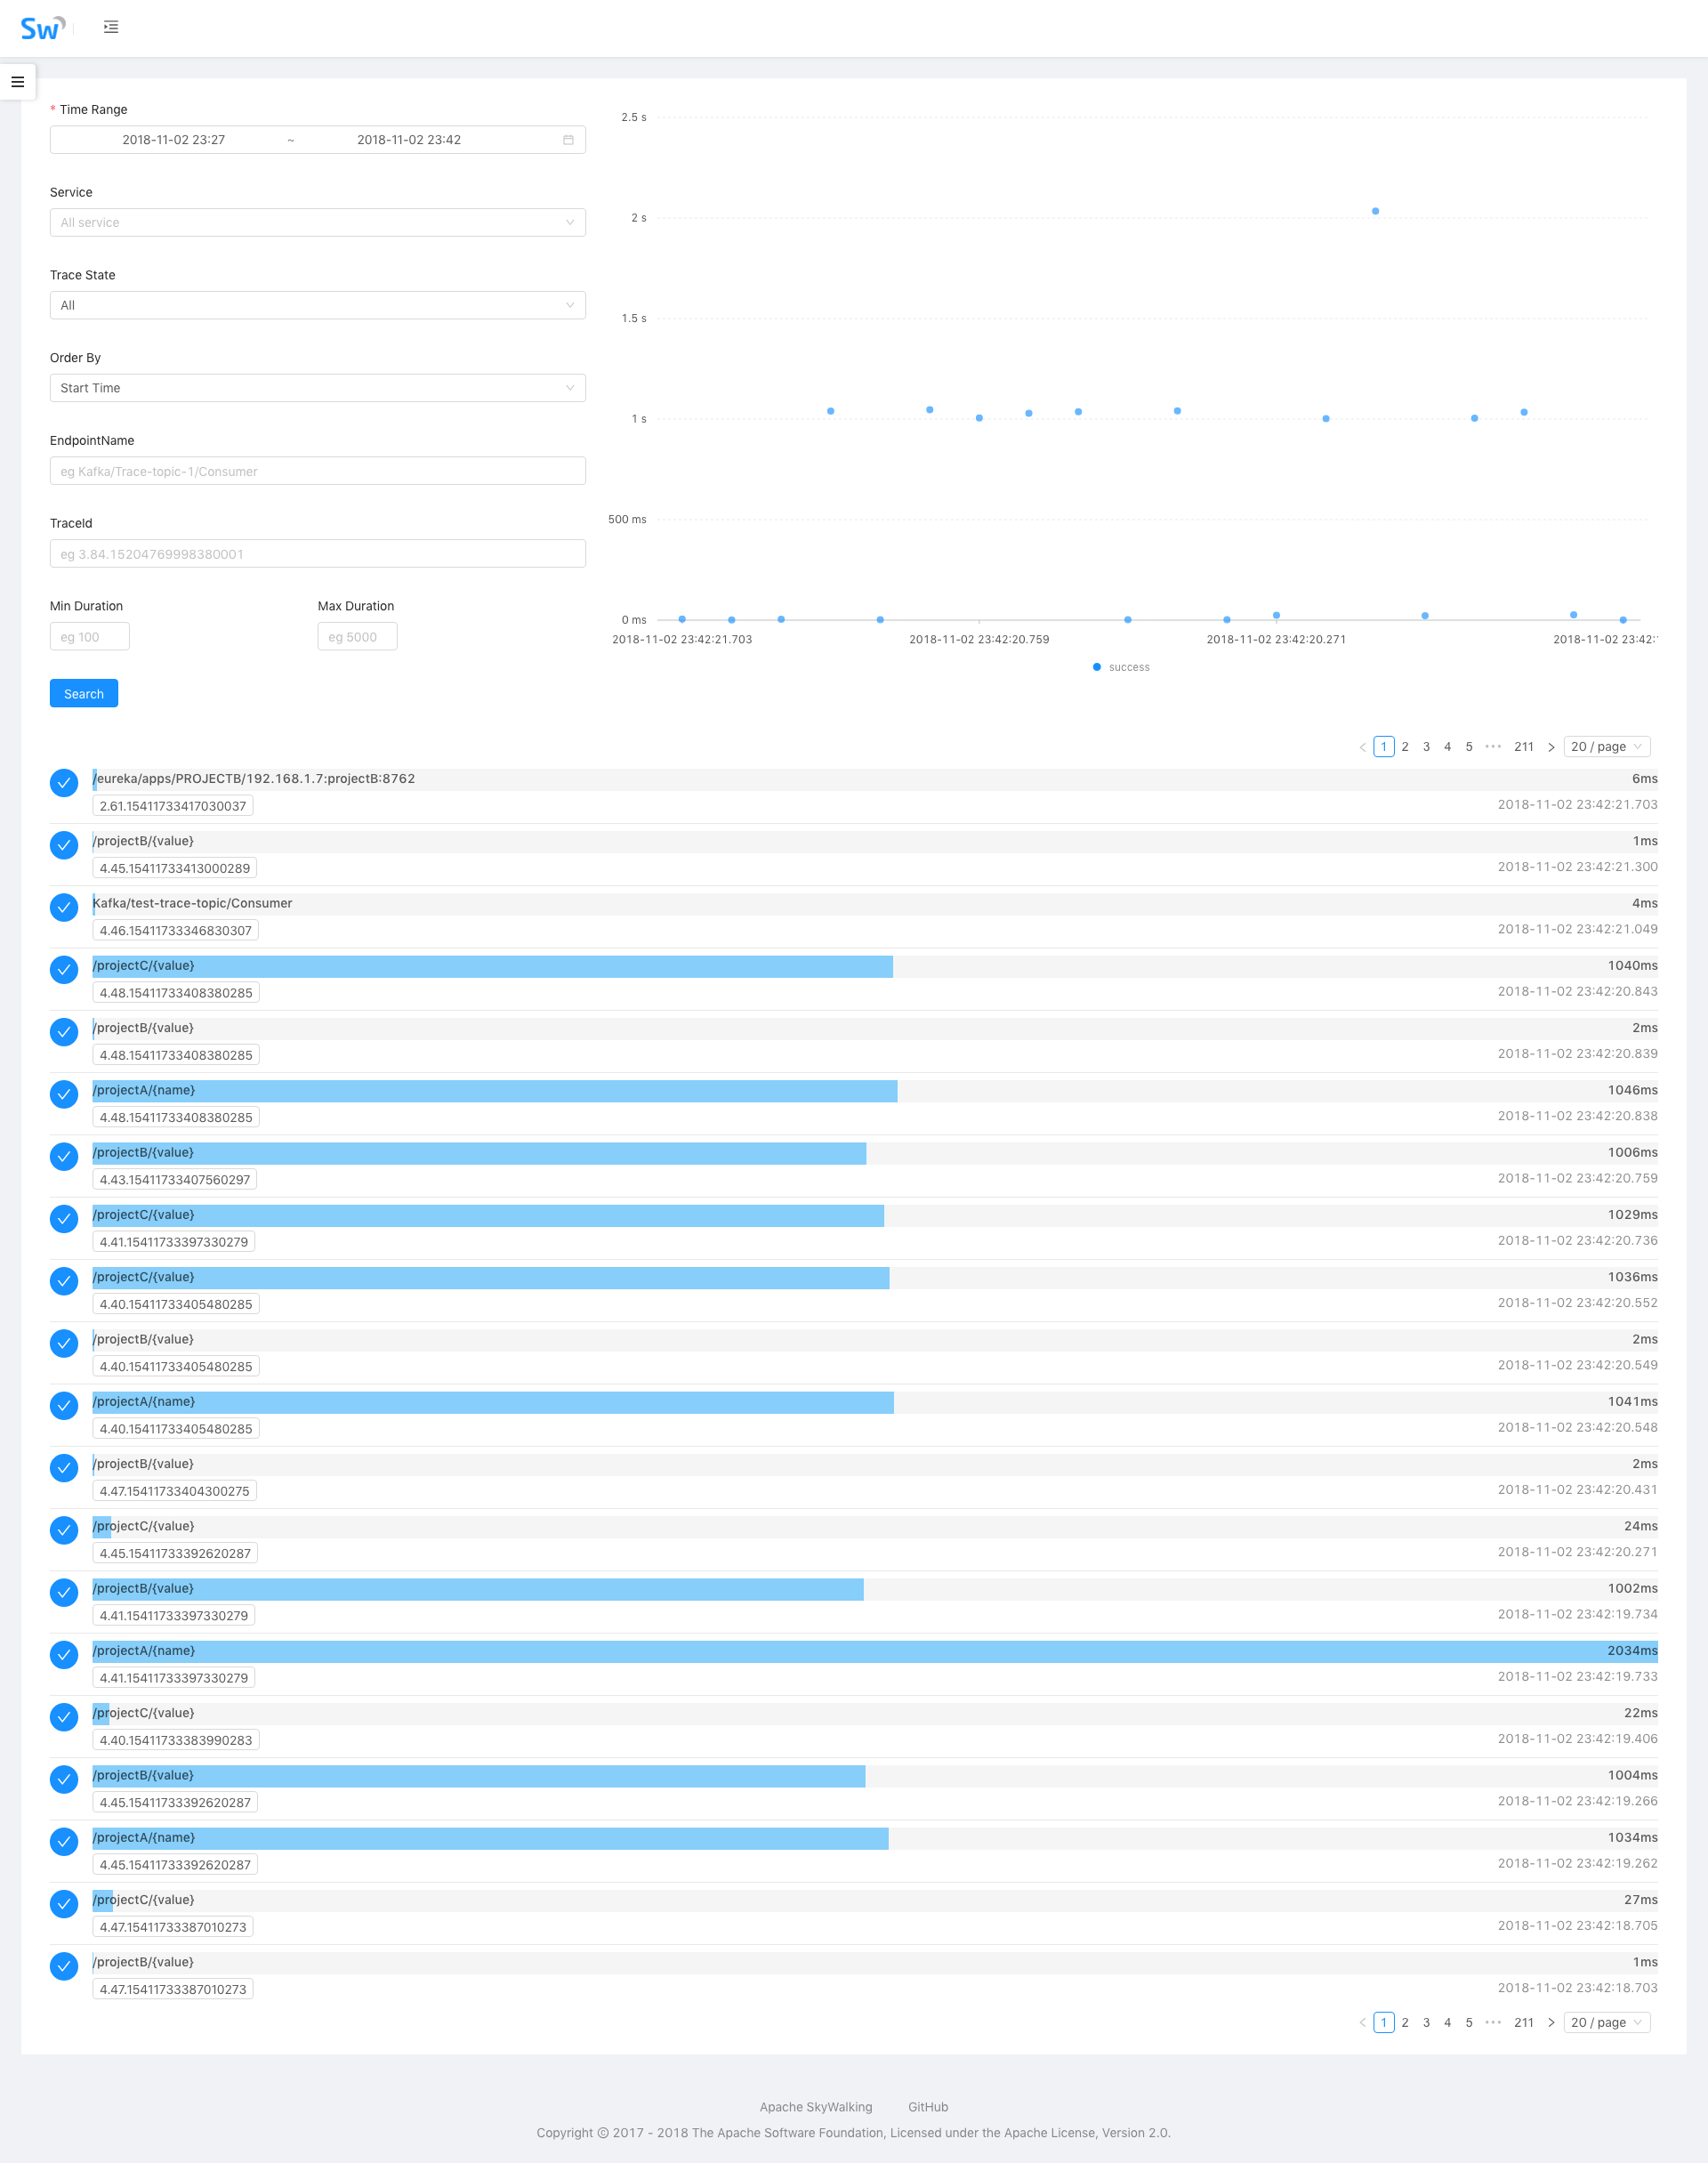 Sw
* Time Range
2018-11-02 23:27 ~ 2018-11-02 23:42
Service
All service
Trace State
All
Order By
Start Time
EndpointName
eg Kafka/Trace-topic-1/Consumer
TraceId
eg 3.84.15204769998380001
Min Duration Max Duration
eg 100 eg 5000
Search
2.5 s
2 s
1.5 s
1 s
500 ms
0 ms
2018-11-02 23:42:21.703 2018-11-02 23:42:20.759 2018-11-02 23:42:20.271 2018-11-02 23:42:
success
1 2 3 4 5 ••• 211 20 / page
/eureka/apps/PROJECTB/192.168.1.7:projectB:8762 6ms
2.61.15411733417030037 2018-11-02 23:42:21.703
/projectB/{value} 1ms
4.45.15411733413000289 2018-11-02 23:42:21.300
Kafka/test-trace-topic/Consumer 4ms
4.46.15411733346830307 2018-11-02 23:42:21.049
/projectC/{value} 1040ms
4.48.15411733408380285 2018-11-02 23:42:20.843
/projectB/{value} 2ms
4.48.15411733408380285 2018-11-02 23:42:20.839
/projectA/{name} 1046ms
4.48.15411733408380285 2018-11-02 23:42:20.838
/projectB/{value} 1006ms
4.43.15411733407560297 2018-11-02 23:42:20.759
/projectC/{value} 1029ms
4.41.15411733397330279 2018-11-02 23:42:20.736
/projectC/{value} 1036ms
4.40.15411733405480285 2018-11-02 23:42:20.552
/projectB/{value} 2ms
4.40.15411733405480285 2018-11-02 23:42:20.549
/projectA/{name} 1041ms
4.40.15411733405480285 2018-11-02 23:42:20.548
/projectB/{value} 2ms
4.47.15411733404300275 2018-11-02 23:42:20.431
/projectC/{value} 24ms
4.45.15411733392620287 2018-11-02 23:42:20.271
/projectB/{value} 1002ms
4.41.15411733397330279 2018-11-02 23:42:19.734
/projectA/{name} 2034ms
4.41.15411733397330279 2018-11-02 23:42:19.733
/projectC/{value} 22ms
4.40.15411733383990283 2018-11-02 23:42:19.406
/projectB/{value} 1004ms
4.45.15411733392620287 2018-11-02 23:42:19.266
/projectA/{name} 1034ms
4.45.15411733392620287 2018-11-02 23:42:19.262
/projectC/{value} 27ms
4.47.15411733387010273 2018-11-02 23:42:18.705
/projectB/{value} 1ms
4.47.15411733387010273 2018-11-02 23:42:18.703
1 2 3 4 5 ••• 211 20 / page
Apache SkyWalking GitHub
Copyright © 2017 - 2018 The Apache Software Foundation, Licensed under the Apache License, Version 2.0.